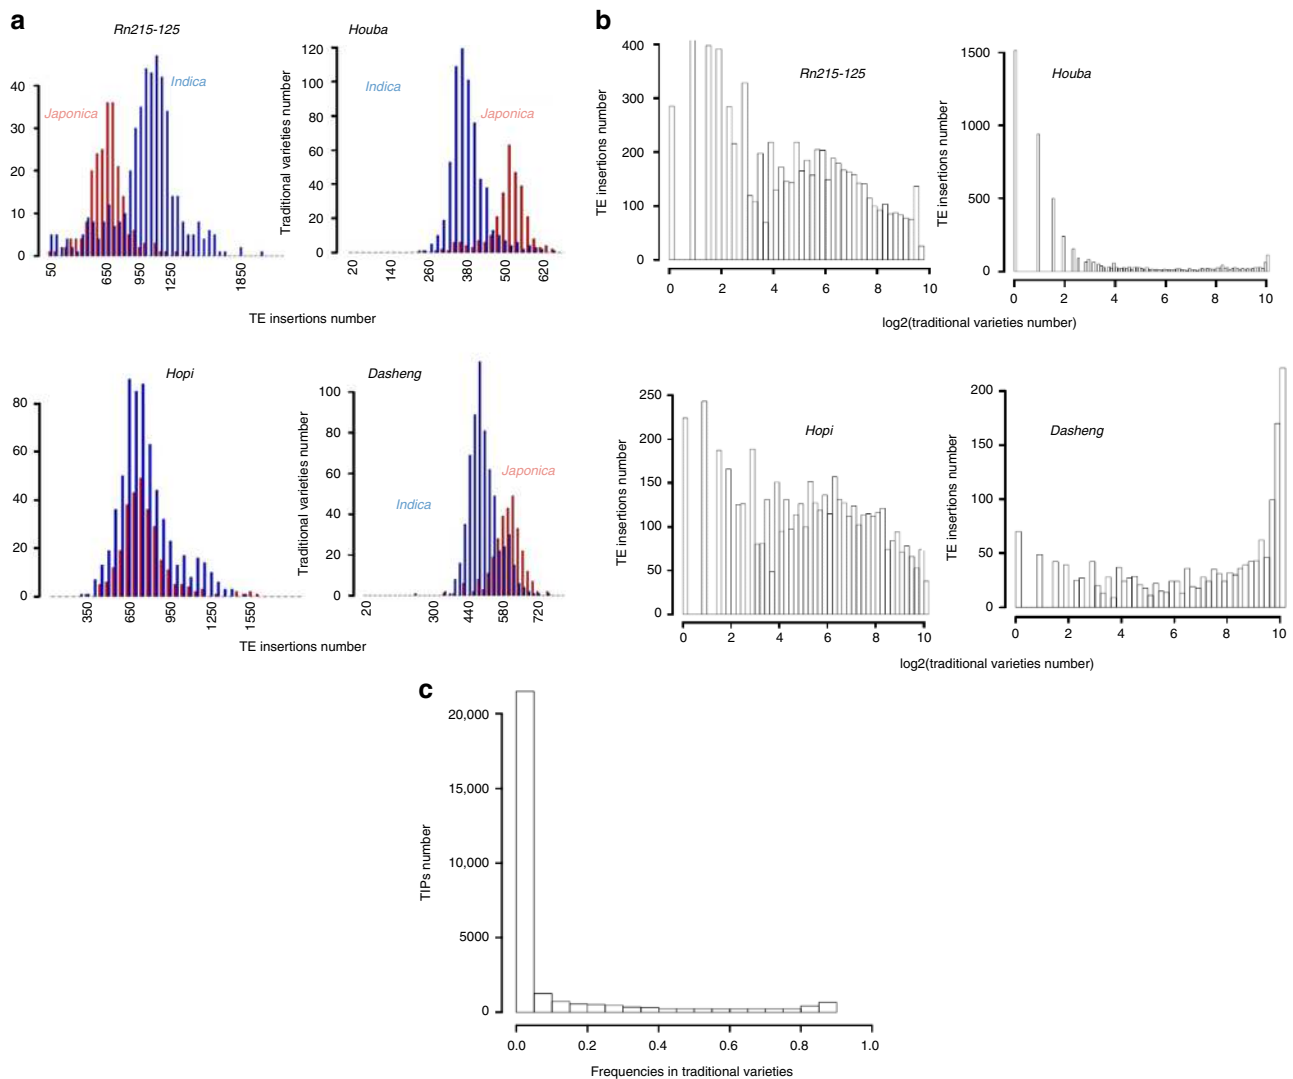 a
Rn215-125
Japonica
Indica
40
30
20
10
0
50
650
950
1250
1850
Houba
Traditional varieties number
Indica
Japonica
120
100
80
60
40
20
0
20
140
260
380
500
620
TE insertions number
Hopi
80
60
40
20
0
350
650
950
1250
1550
Dasheng
Traditional varieties number
Indica
Japonica
100
80
60
40
20
0
20
300
440
580
720
TE insertions number
b
Rn215-125
TE insertions number
400
300
200
100
0
0 2 4 6 8 10
Houba
TE insertions number
1500
1000
500
0
0 2 4 6 8 10
log2(traditional varieties number)
Hopi
TE insertions number
250
200
150
100
50
0
0 2 4 6 8 10
Dasheng
TE insertions number
200
150
100
50
0
0 2 4 6 8 10
log2(traditional varieties number)
c
TIPs number
20,000
15,000
10,000
5000
0
0.0 0.2 0.4 0.6 0.8 1.0
Frequencies in traditional varieties